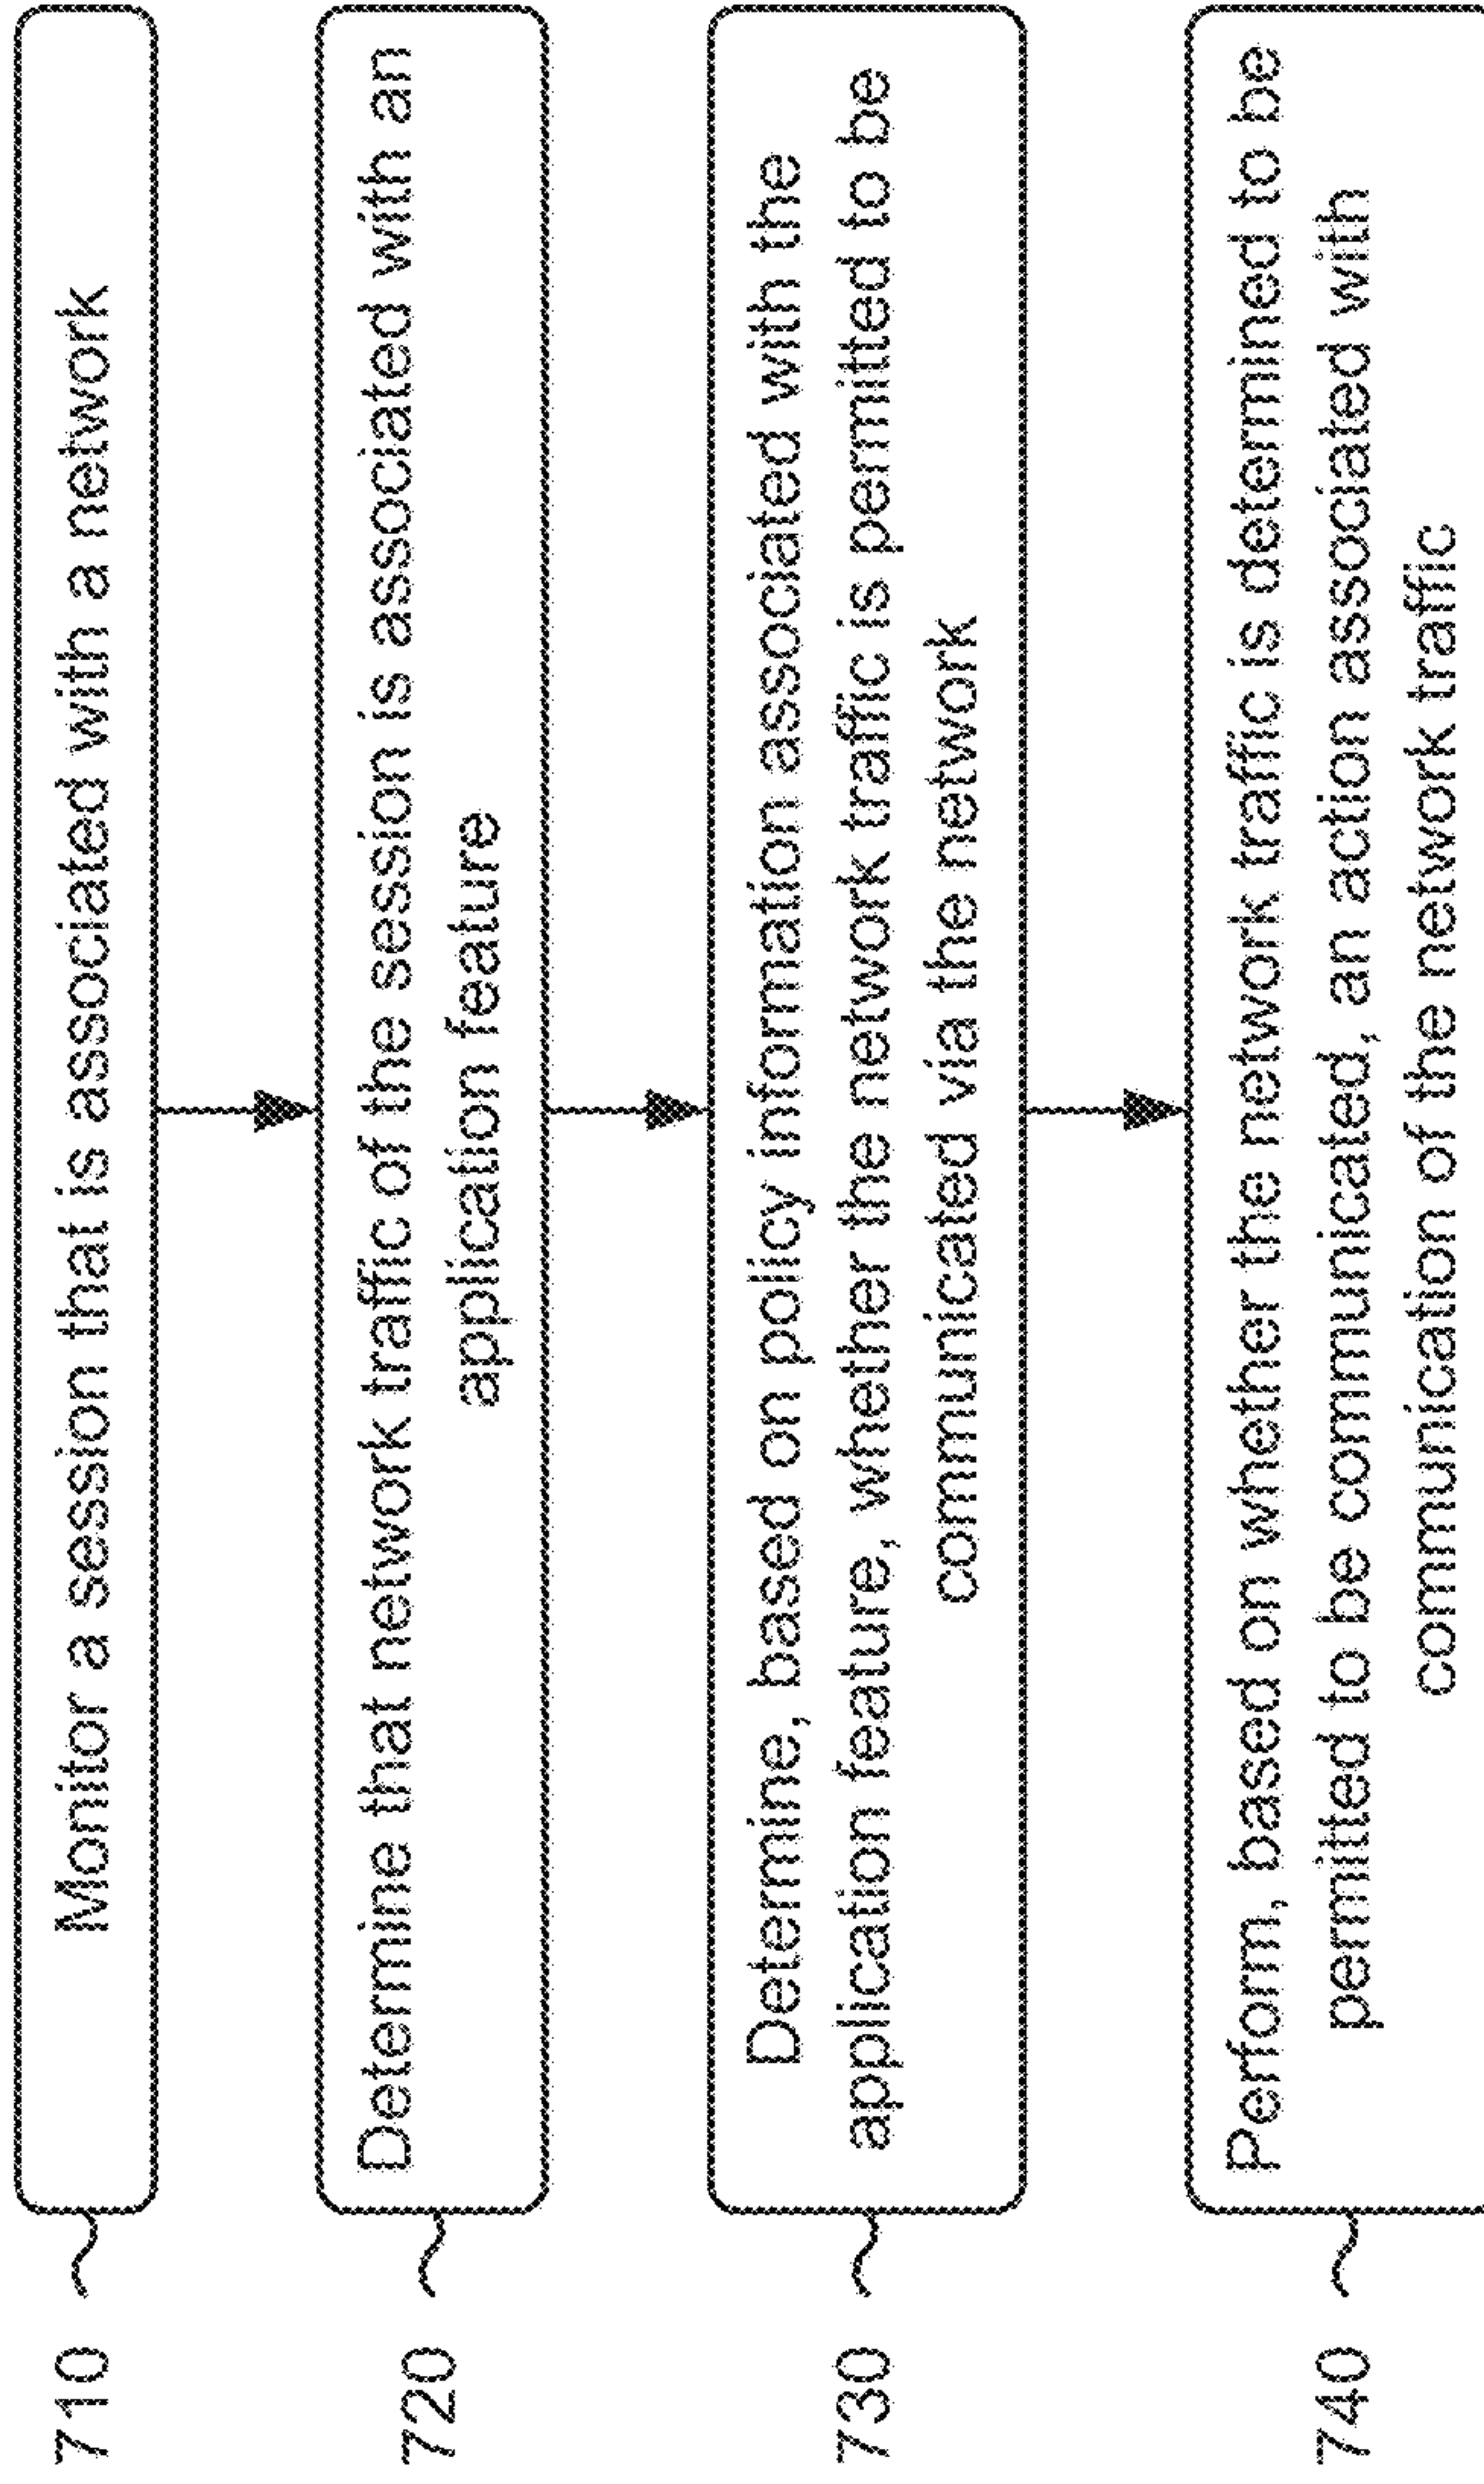 710
Monitor a session that is associated with a network
720
Determine that network traffic of the session is associated with an
application feature
730
Determine, based on policy information associated with the
application feature, whether the network traffic is permitted to be
communicated via the network
740
Perform, based on whether the network traffic is determined to be
permitted to be communicated, an action associated with
communication of the network traffic